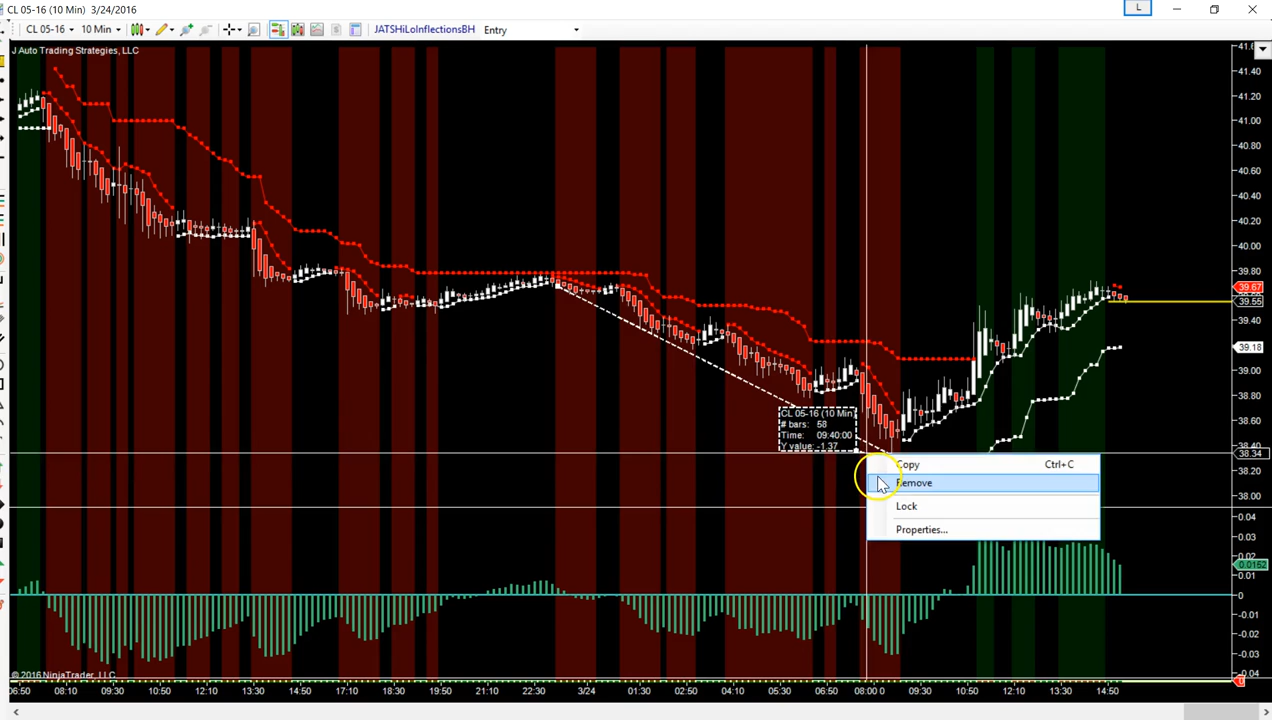 CL 05-16 (10 Min) 3/24/2016
L
CL 05-16
10 Min
JATSHiLoInflectionsBH
Entry
J Auto Trading Strategies, LLC
41.40
41.20
41.00
40.80
40.60
40.40
40.20
40.00
39.80
39.67
39.55
39.40
39.18
39.00
38.80
38.60
38.40
38.34
38.20
38.00
CL 05-16 (10 Min)
# bars: 58
Time: 09:40:00
Y value: -1.37
Copy Ctrl+C
Remove
Lock
Properties...
0.04
0.03
0.02
0.0152
0.01
0
-0.01
-0.02
-0.03
-0.04
© 2016 NinjaTrader, LLC
06:50 08:10 09:30 10:50 12:10 13:30 14:50 17:10 18:30 19:50 21:10 22:30 3/24 01:30 02:50 04:10 05:30 06:50 08:00 0 09:30 10:50 12:10 13:30 14:50